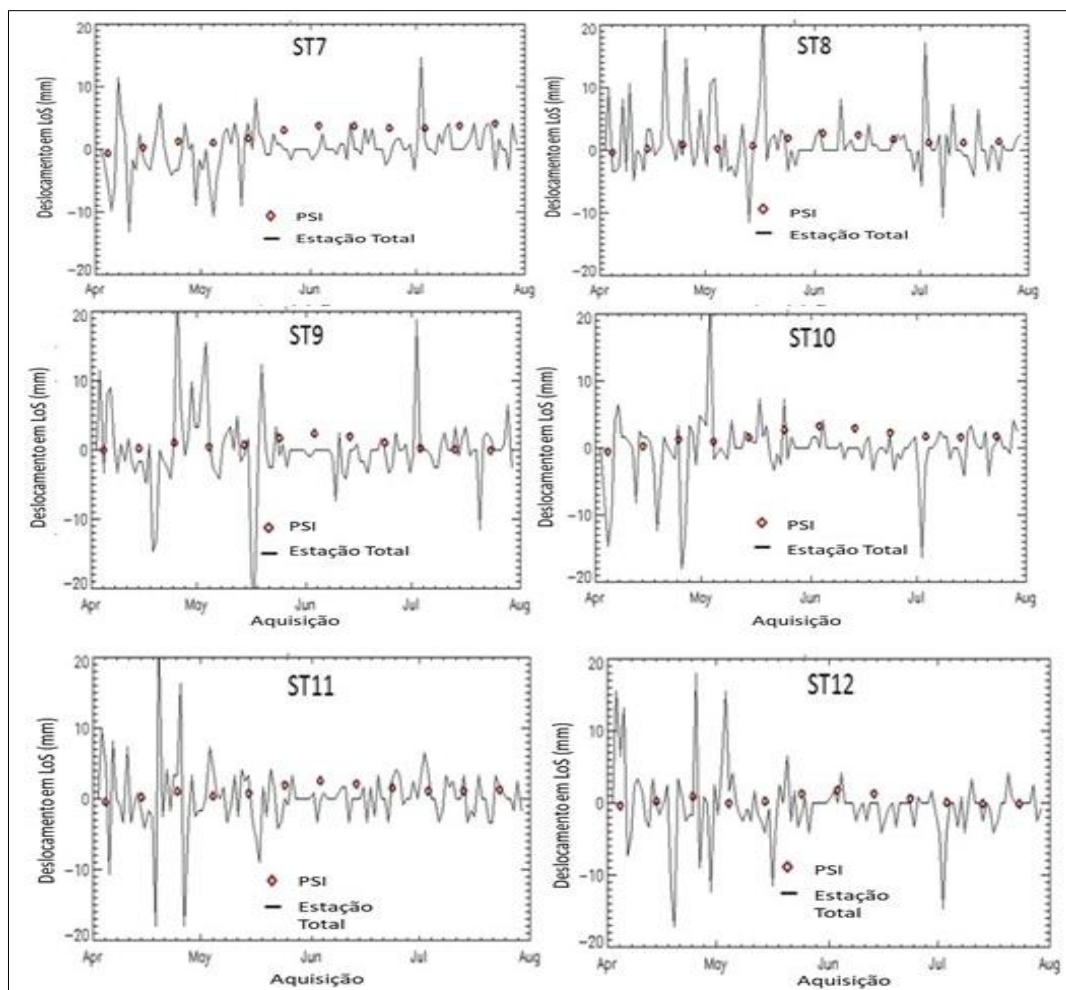 ST7
Deslocamento em LoS (mm)
20
10
0
−10
−20
PSI
Estação Total
Apr May Jun Jul Aug
ST8
Deslocamento em LoS (mm)
20
10
0
−10
−20
PSI
Estação Total
Apr May Jun Jul Aug
ST9
Deslocamento em LoS (mm)
20
10
0
−10
−20
PSI
Estação Total
Apr May Jun Jul Aug
Aquisição
ST10
Deslocamento em LoS (mm)
20
10
0
−10
−20
PSI
Estação Total
Apr May Jun Jul Aug
Aquisição
ST11
Deslocamento em LoS (mm)
20
10
0
−10
−20
PSI
Estação
Total
Apr May Jun Jul Aug
Aquisição
ST12
Deslocamento em LoS (mm)
20
10
0
−10
−20
PSI
Estação
Total
Apr May Jun Jul Aug
Aquisição